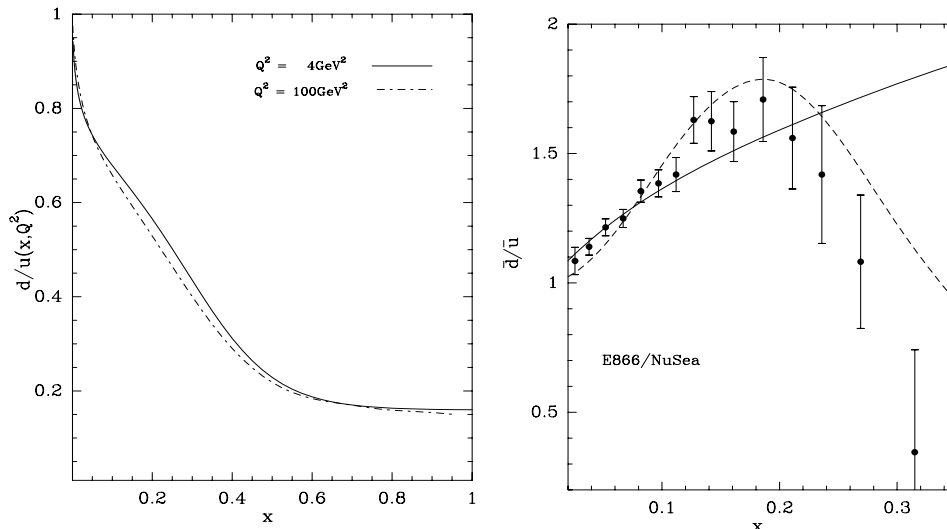 d/u(x,Q²)
1
0.8
0.6
0.4
0.2
Q² = 4GeV²
Q² = 100GeV²
0.2
0.4
0.6
0.8
1
x
d̄/ū
2
1.5
1
0.5
E866/NuSea
0.1
0.2
0.3
x